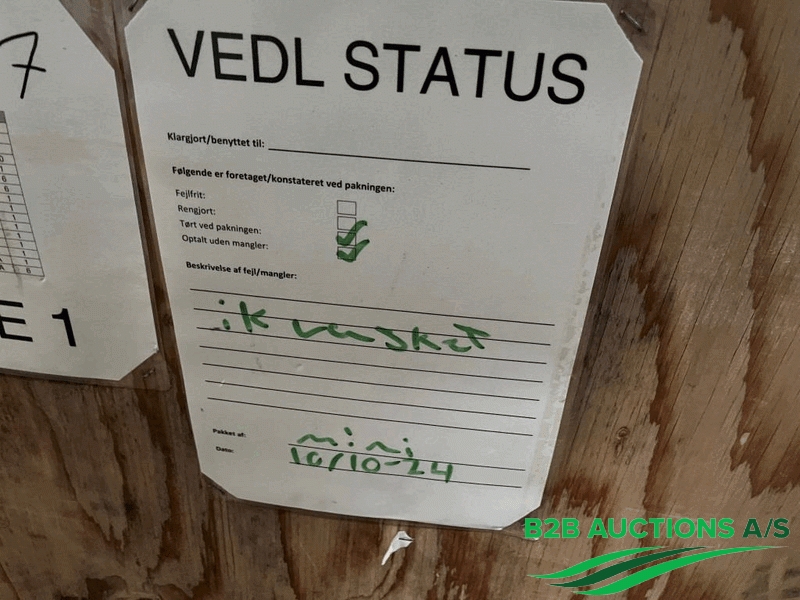 7
VEDL STATUS
Klargjort/benyttet til:
Følgende er foretaget/konstateret ved pakningen:
Fejlfrit:
Rengjort:
Tørt ved pakningen:
Optalt uden mangler:
Beskrivelse af fejl/mangler:
ik vasket
Pakket af: mini
Dato: 10/10-24
E 1
B2B AUCTIONS A/S